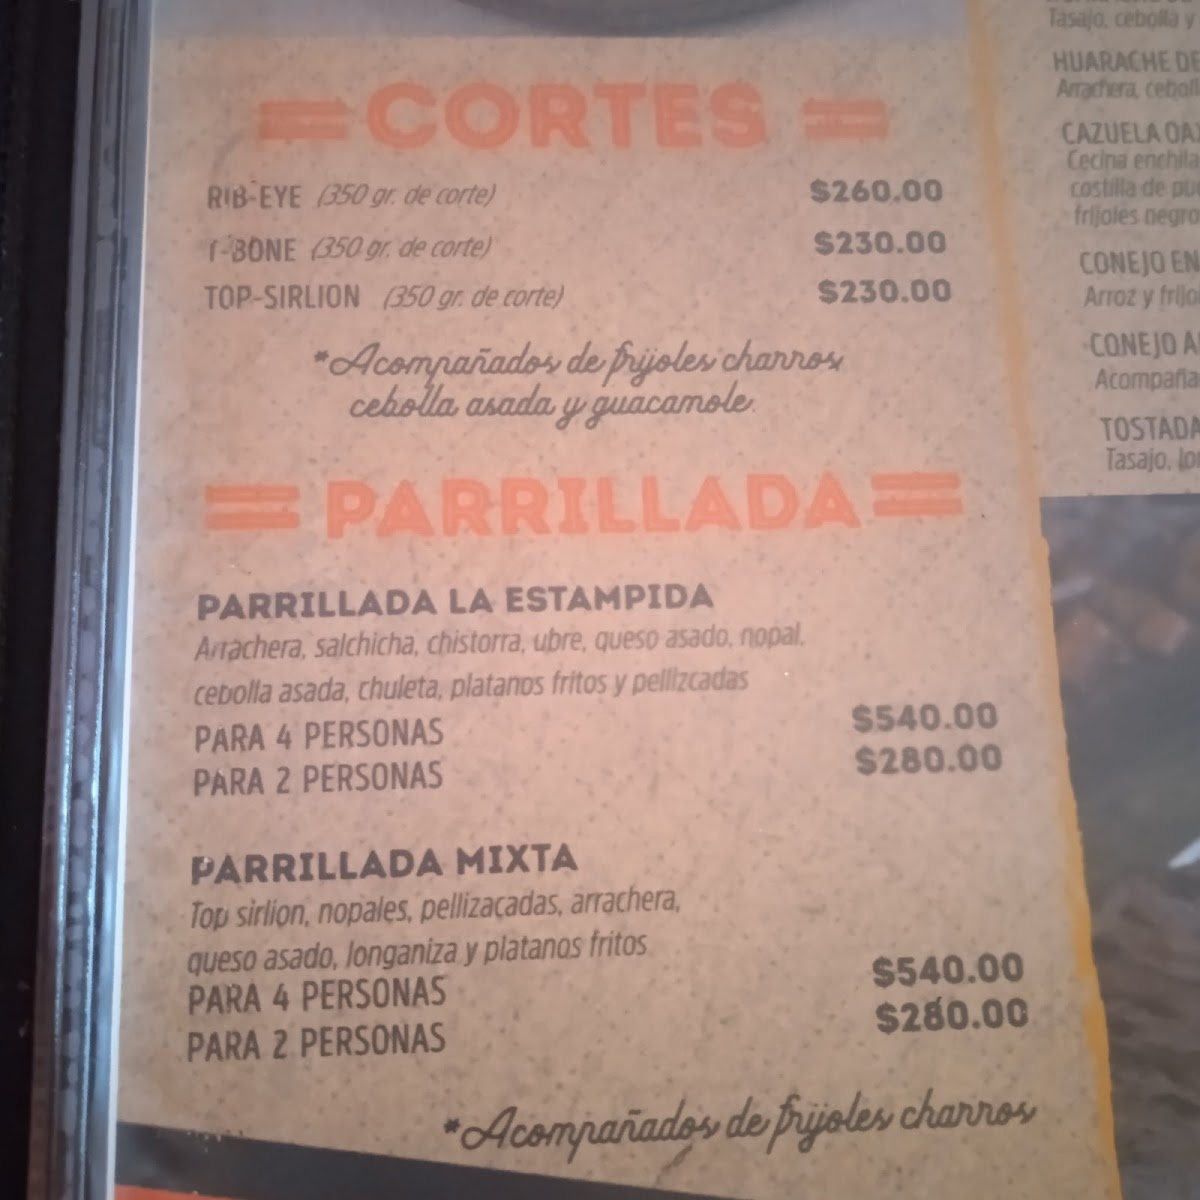 CORTES
RIB-EYE (350 gr. de corte) $260.00
T-BONE (350 gr. de corte) $230.00
TOP-SIRLION (350 gr. de corte) $230.00
*Acompañados de frijoles charros,
cebolla asada y guacamole.
PARRILLADA
PARRILLADA LA ESTAMPIDA
Arrachera, salchicha, chistorra, ubre, queso asado, nopal,
cebolla asada, chuleta, platanos fritos y pellizcadas
PARA 4 PERSONAS $540.00
PARA 2 PERSONAS $280.00
PARRILLADA MIXTA
Top sirlion, nopales, pellizacadas, arrachera,
queso asado, longaniza y platanos fritos
PARA 4 PERSONAS $540.00
PARA 2 PERSONAS $280.00
*Acompañados de frijoles charros
Tasajo, cebolla y
HUARACHE DE
Arrachera, ceboll
CAZUELA OA
Cecina enchila
costilla de pu
frijoles negro
CONEJO EN
Arroz y frijo
CONEJO A
Acompaña
TOSTADA
Tasajo, lo